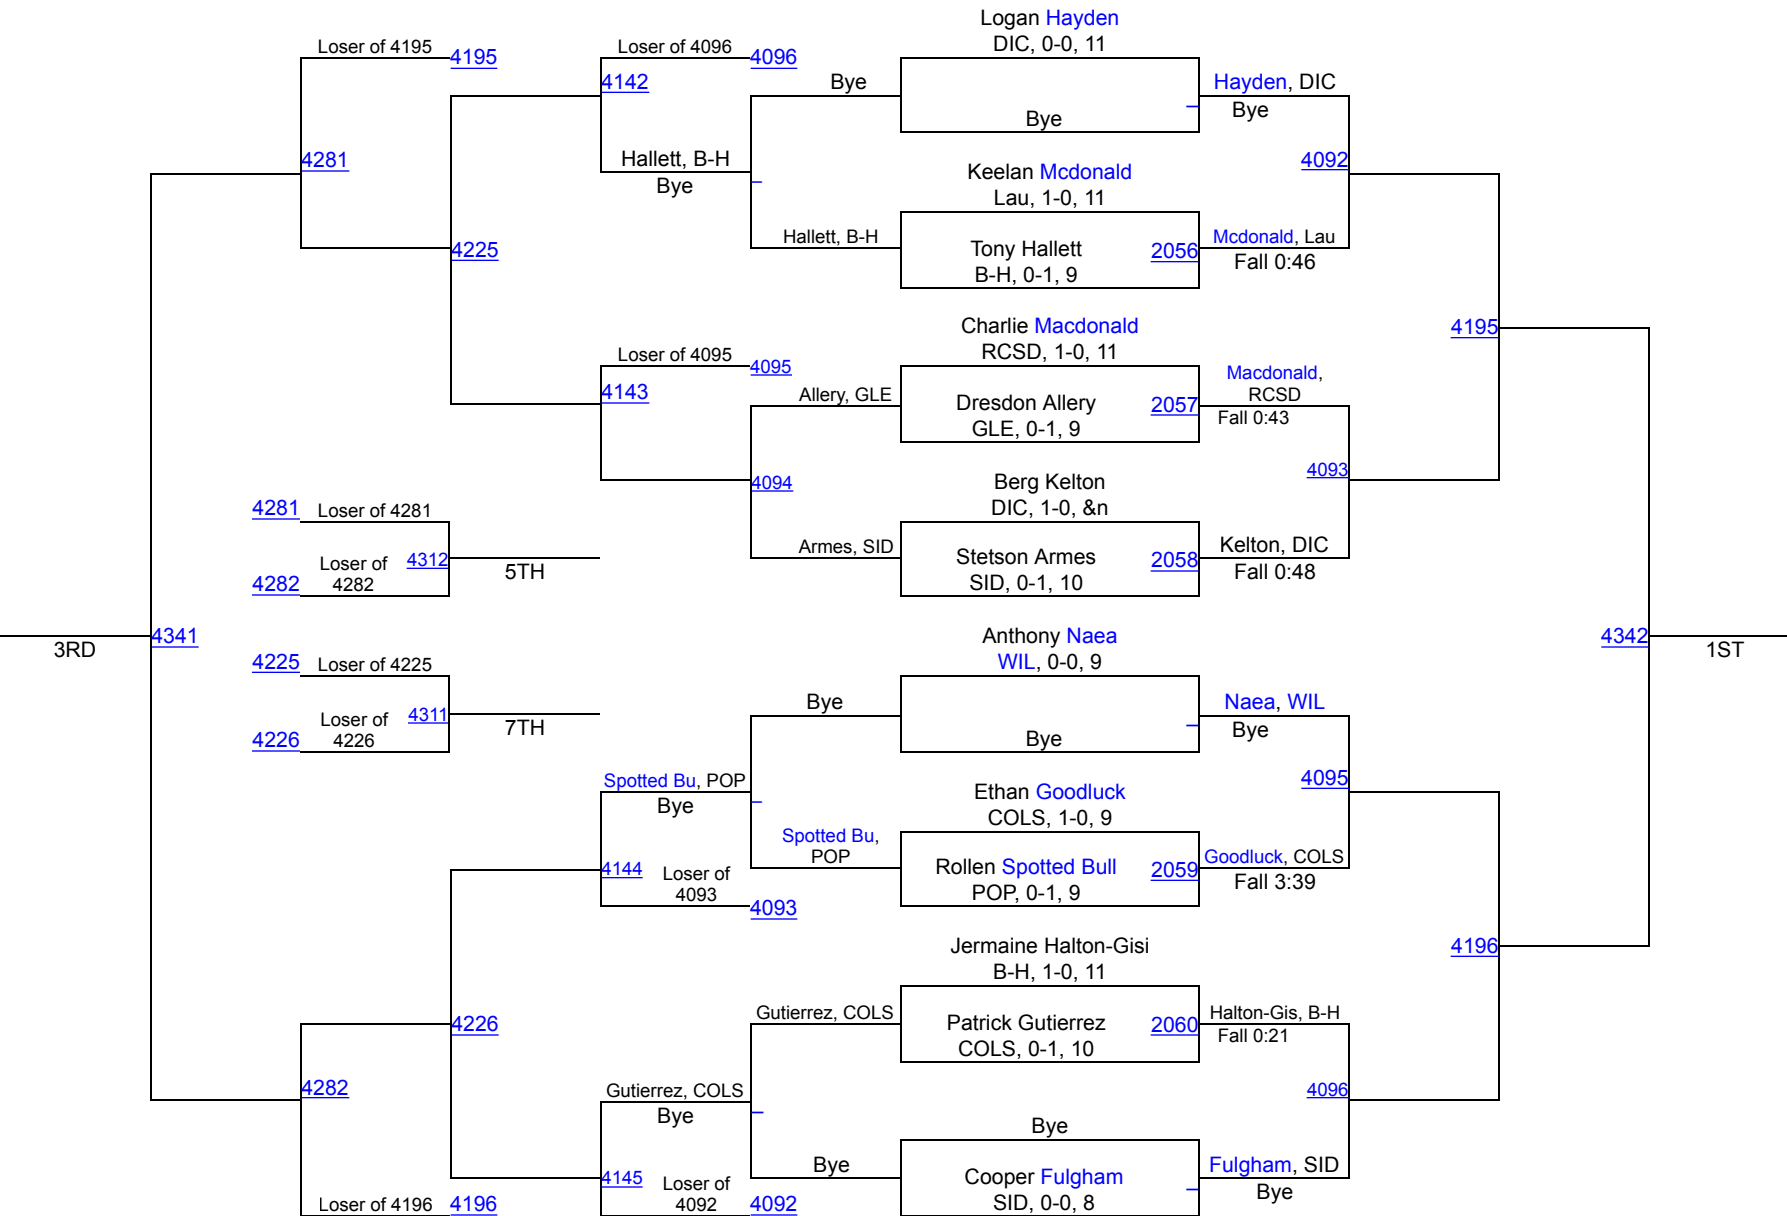 Logan Hayden
DIC, 0-0, 11
Loser of 4195
4195
Loser of 4096
4096
4142
Bye
Hayden, DIC
Bye
Bye
4281
Hallett, B-H
Bye
Keelan Mcdonald
Lau, 1-0, 11
4092
4225
Hallett, B-H
Tony Hallett
B-H, 0-1, 9
2056
Mcdonald, Lau
Fall 0:46
Charlie Macdonald
RCSD, 1-0, 11
4195
Loser of 4095
4095
4143
Allery, GLE
Dresdon Allery
GLE, 0-1, 9
2057
Macdonald,
RCSD
Fall 0:43
4094
Berg Kelton
DIC, 1-0, &n
4093
4281
Loser of 4281
Loser of
4282
4282
4312
5TH
Armes, SID
Stetson Armes
SID, 0-1, 10
2058
Kelton, DIC
Fall 0:48
3RD
4341
Anthony Naea
WIL, 0-0, 9
4342
1ST
4225
Loser of 4225
Loser of
4226
4226
4311
7TH
Bye
Bye
Naea, WIL
Bye
Spotted Bu, POP
Bye
Ethan Goodluck
COLS, 1-0, 9
4095
Spotted Bu,
POP
Rollen Spotted Bull
POP, 0-1, 9
2059
Goodluck, COLS
Fall 3:39
4144
Loser of
4093
4093
Jermaine Halton-Gisi
B-H, 1-0, 11
4196
4226
Gutierrez, COLS
Patrick Gutierrez
COLS, 0-1, 10
2060
Halton-Gis, B-H
Fall 0:21
4282
Gutierrez, COLS
Bye
4096
Bye
Bye
Cooper Fulgham
SID, 0-0, 8
Fulgham, SID
Bye
4145
Loser of
4092
4092
Loser of 4196
4196